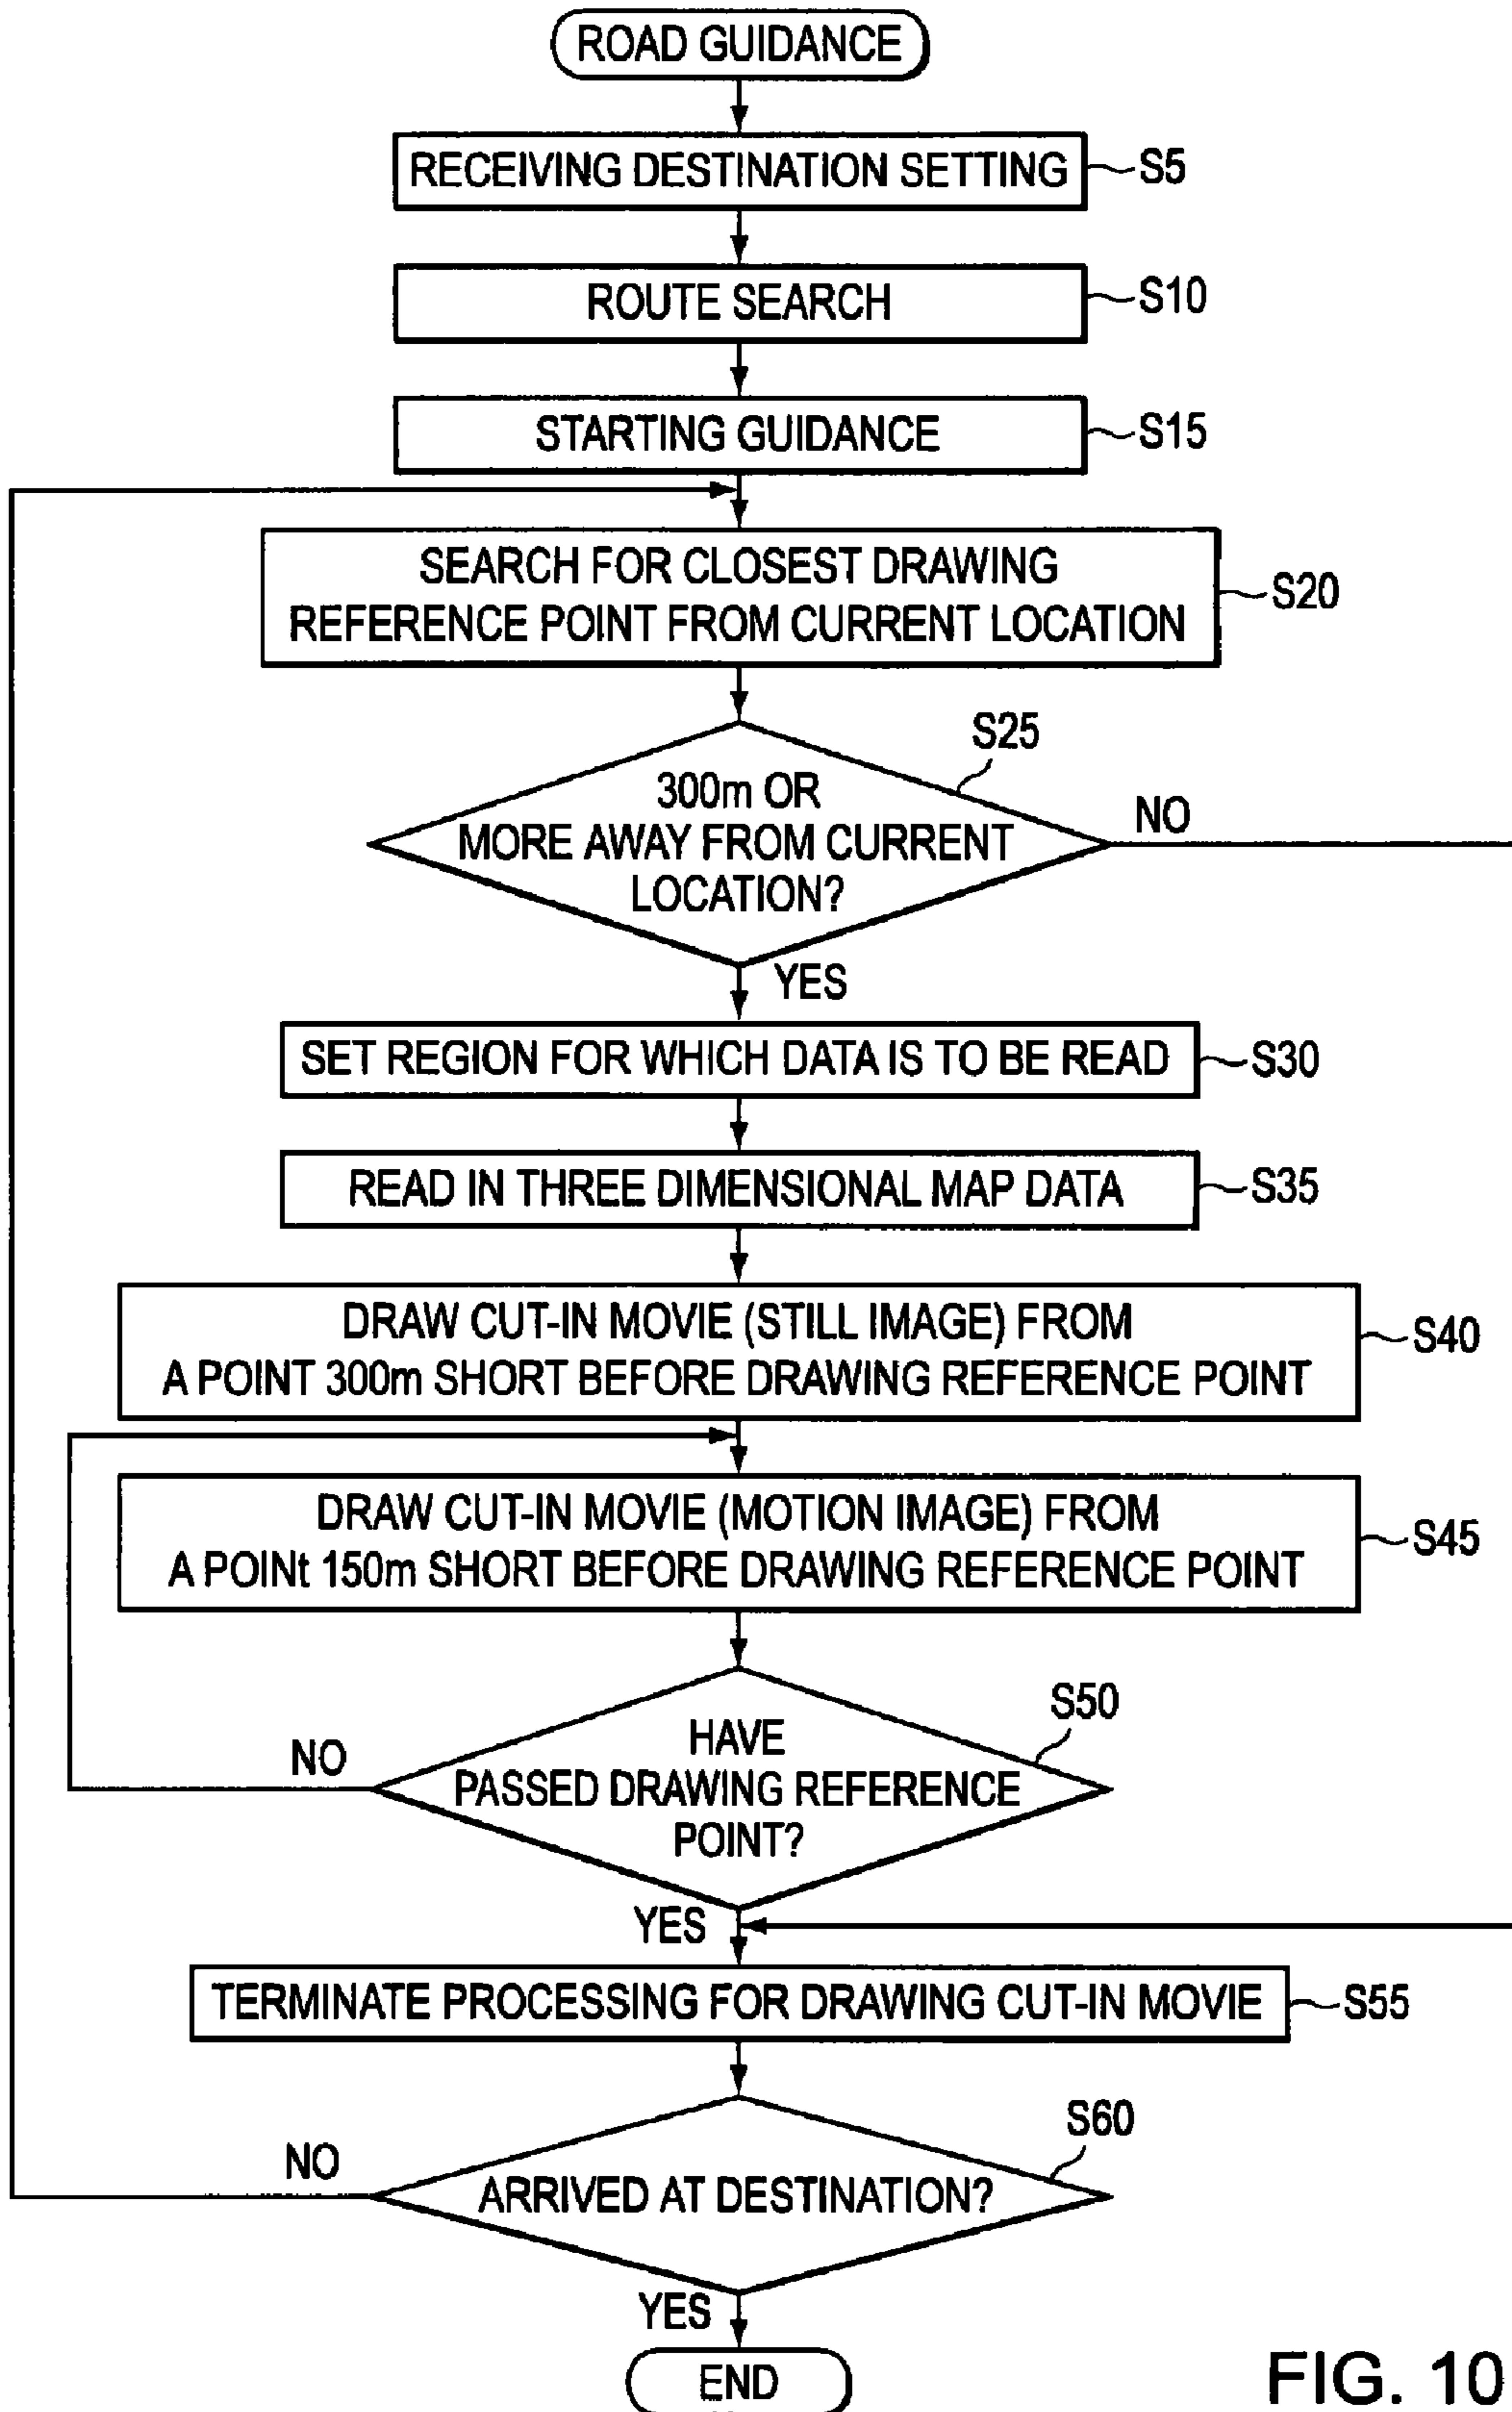 ROAD GUIDANCE
RECEIVING DESTINATION SETTING
S5
ROUTE SEARCH
S10
STARTING GUIDANCE
S15
SEARCH FOR CLOSEST DRAWING
REFERENCE POINT FROM CURRENT LOCATION
S20
S25
300m OR
MORE AWAY FROM CURRENT
LOCATION?
NO
YES
SET REGION FOR WHICH DATA IS TO BE READ
S30
READ IN THREE DIMENSIONAL MAP DATA
S35
DRAW CUT-IN MOVIE (STILL IMAGE) FROM
A POINT 300m SHORT BEFORE DRAWING REFERENCE POINT
S40
DRAW CUT-IN MOVIE (MOTION IMAGE) FROM
A POINt 150m SHORT BEFORE DRAWING REFERENCE POINT
S45
S50
HAVE
PASSED DRAWING REFERENCE
POINT?
NO
YES
TERMINATE PROCESSING FOR DRAWING CUT-IN MOVIE
S55
S60
NO
ARRIVED AT DESTINATION?
YES
END
FIG. 10